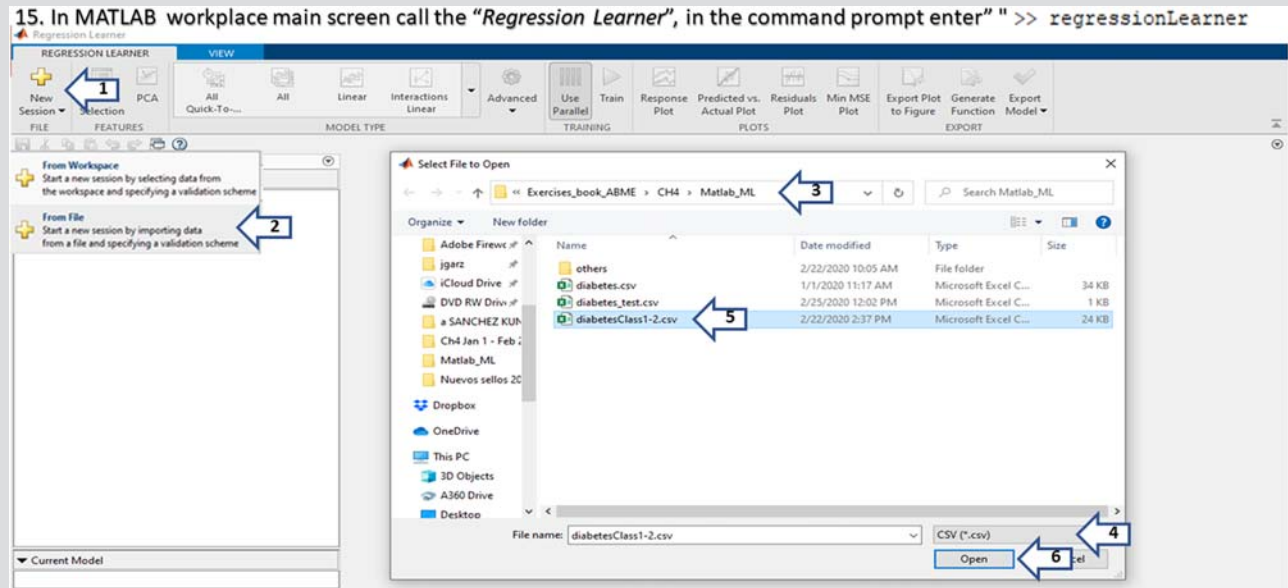 15. In MATLAB workplace main screen call the “Regression Learner”, in the command prompt enter” " >> regressionLearner
Regression Learner
REGRESSION LEARNER VIEW
New Session
1
Selection
PCA
All Quick-To-...
All
Linear
Interactions Linear
Advanced
Use Parallel
Train
Response Plot
Predicted vs. Actual Plot
Residuals Plot
Min MSE Plot
Export Plot to Figure
Generate Function
Export Model
FILE FEATURES MODEL TYPE TRAINING PLOTS EXPORT
From Workspace
Start a new session by selecting data from
the workspace and specifying a validation scheme
From File
Start a new session by importing data
from a file and specifying a validation scheme
2
Select File to Open
« Exercises_book_ABME > CH4 > Matlab_ML
3
Search Matlab_ML
Organize New folder
Adobe Firewo
jgarz
iCloud Drive
DVD RW Driv
a SANCHEZ KUN
Ch4 Jan 1 - Feb 2
Matlab_ML
Nuevos sellos 20
Dropbox
OneDrive
This PC
3D Objects
A360 Drive
Desktop
Name Date modified Type Size
others 2/22/2020 10:05 AM File folder
diabetes.csv 1/1/2020 11:17 AM Microsoft Excel C... 34 KB
diabetes_test.csv 2/25/2020 12:02 PM Microsoft Excel C... 1 KB
diabetesClass1-2.csv 5 2/22/2020 2:37 PM Microsoft Excel C... 24 KB
File name: diabetesClass1-2.csv CSV (*.csv) 4
Open 6 cel
Current Model